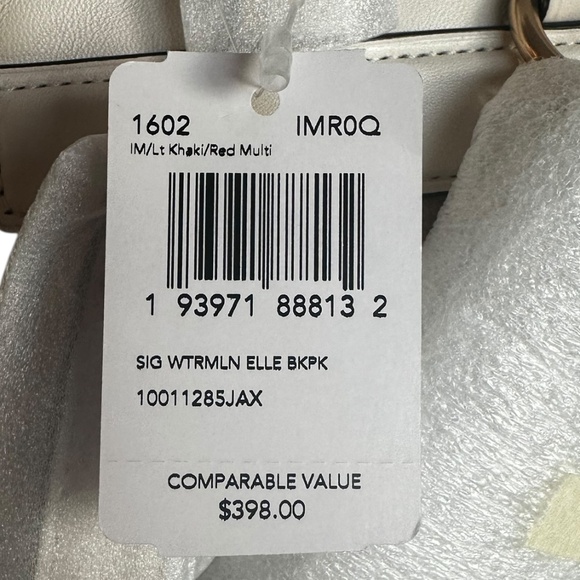 1602 IMR0Q
IM/Lt Khaki/Red Multi
1 93971 88813 2
SIG WTRMLN ELLE BKPK
10011285JAX
COMPARABLE VALUE
$398.00